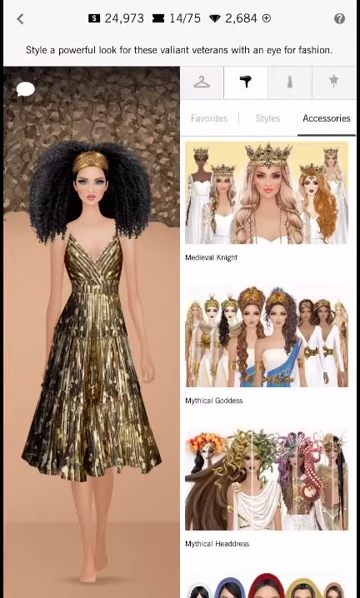 24,973 14/75 2,684
Style a powerful look for these valiant veterans with an eye for fashion.
Favorites | Styles | Accessories
Medieval Knight
Mythical Goddess
Mythical Headdress